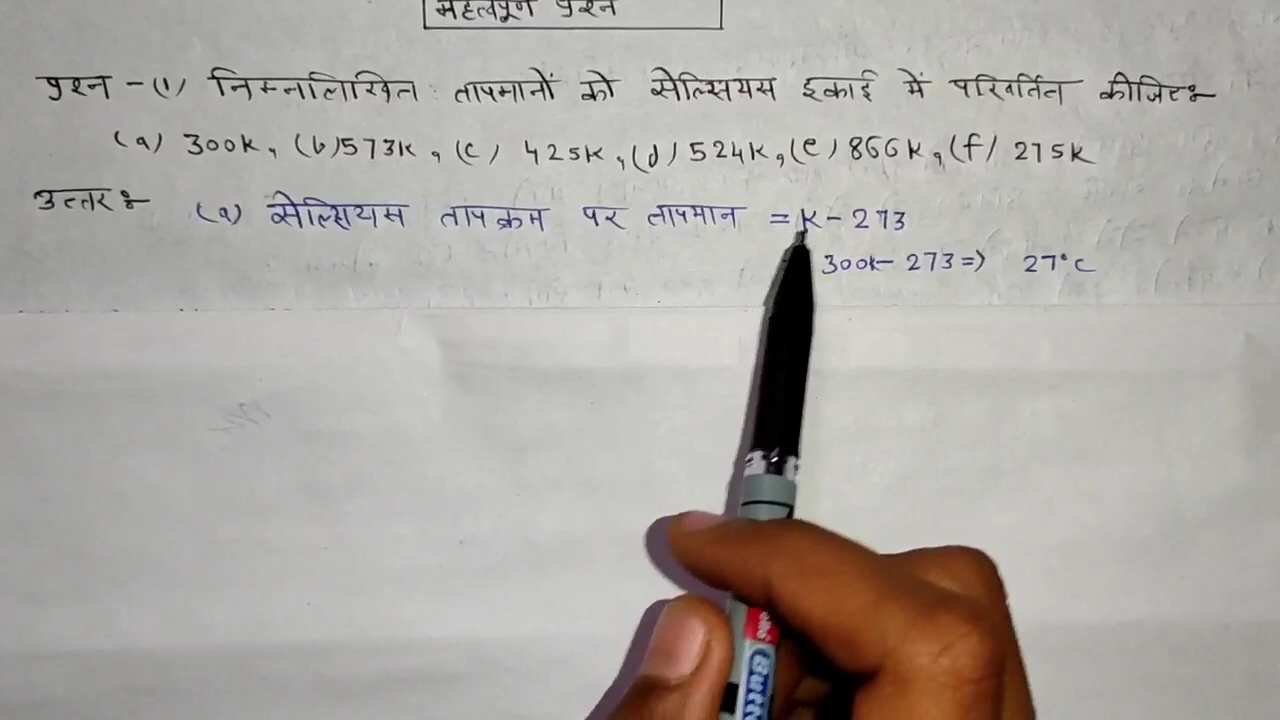 महत्वपूर्ण प्रश्न
प्रश्न - (1) निम्नलिखित तापमानों को सेल्सियस इकाई में परिवर्तित कीजिए:-
(a) 300K, (b) 573K, (c) 425K, (d) 524K, (e) 866K, (f) 275K
उत्तर:- (a) सेल्सियस तापक्रम पर तापमान = K - 273
300K - 273 => 27°C